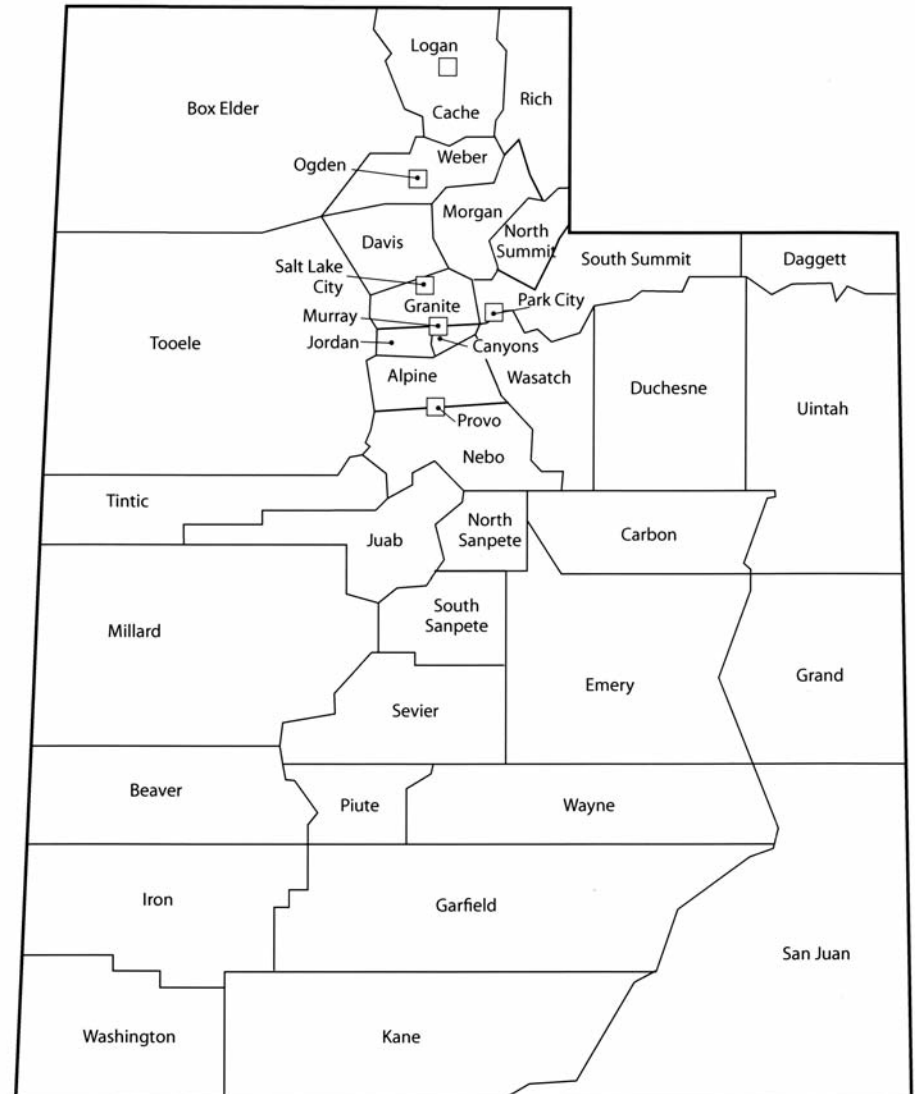 Logan
Box Elder
Rich
Cache
Weber
Ogden
Morgan
Davis
North
Summit
South Summit
Daggett
Salt Lake
City
Granite
Park City
Murray
Tooele
Jordan
Canyons
Alpine
Wasatch
Duchesne
Uintah
Provo
Nebo
Tintic
Juab
North
Sanpete
Carbon
South
Sanpete
Millard
Emery
Grand
Sevier
Beaver
Piute
Wayne
Iron
Garfield
San Juan
Washington
Kane